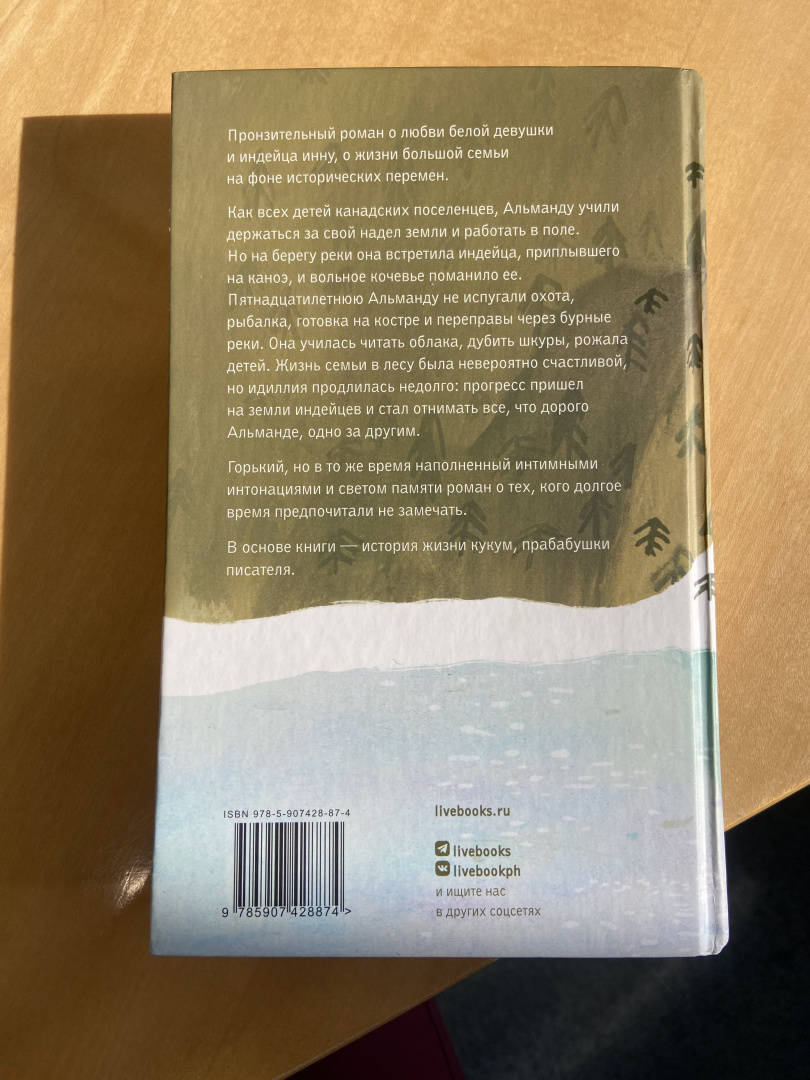 Пронзительный роман о любви белой девушки
и индейца инну, о жизни большой семьи
на фоне исторических перемен.
Как всех детей канадских поселенцев, Альманду учили
держаться за свой надел земли и работать в поле.
Но на берегу реки она встретила индейца, приплывшего
на каноэ, и вольное кочевье поманило ее.
Пятнадцатилетнюю Альманду не испугали охота,
рыбалка, готовка на костре и переправы через бурные
реки. Она училась читать облака, дубить шкуры, рожала
детей. Жизнь семьи в лесу была невероятно счастливой,
но идиллия продлилась недолго: прогресс пришел
на земли индейцев и стал отнимать все, что дорого
Альманде, одно за другим.
Горький, но в то же время наполненный интимными
интонациями и светом памяти роман о тех, кого долгое
время предпочитали не замечать.
В основе книги — история жизни кукум, прабабушки
писателя.
ISBN 978-5-907428-87-4
9 785907 428874 >
livebooks.ru
livebooks
livebookph
и ищите нас
в других соцсетях